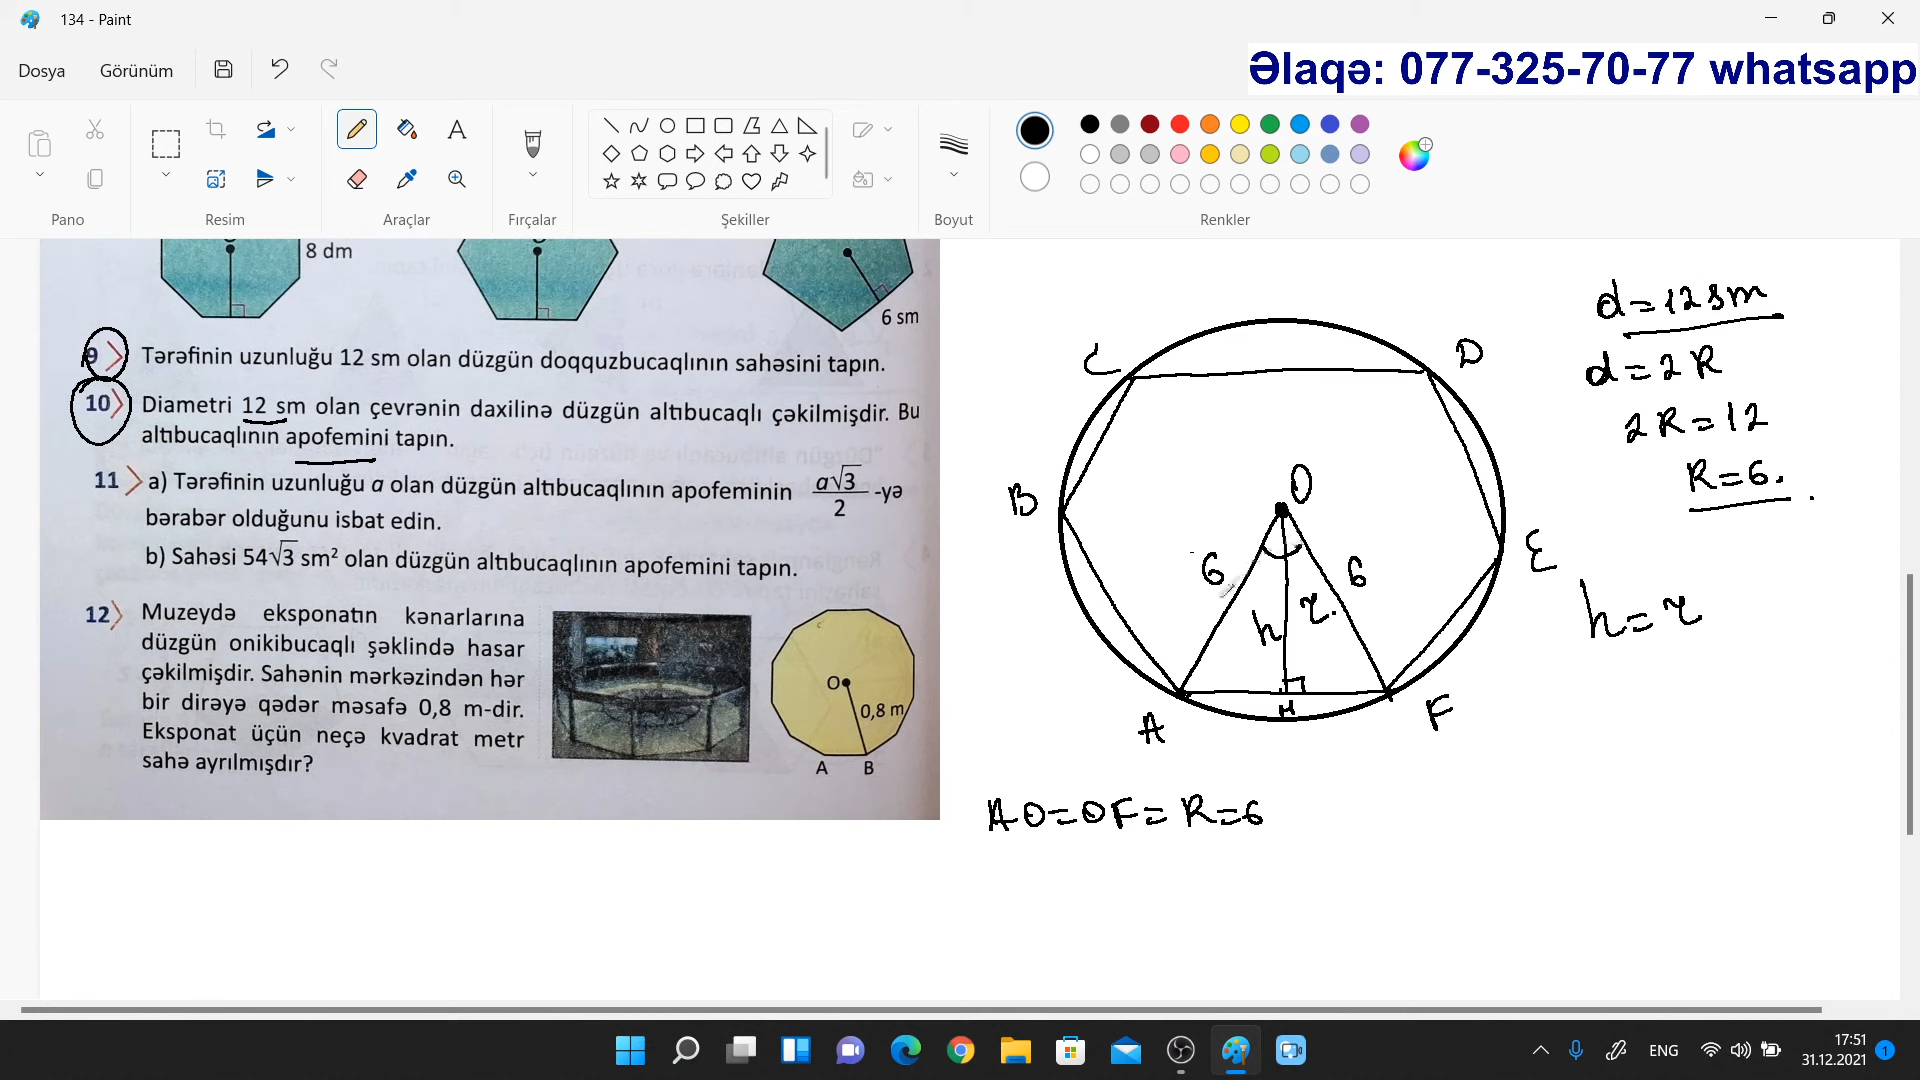 134 - Paint
Əlaqə: 077-325-70-77 whatsapp
Dosya Görünüm
Pano Resim Araçlar Fırçalar Şekiller Boyut Renkler
8 dm
6 sm
9 Tərəfinin uzunluğu 12 sm olan düzgün doqquzbucaqlının sahəsini tapın.
10 Diametri 12 sm olan çevrənin daxilinə düzgün altıbucaqlı çəkilmişdir. Bu
altıbucaqlının apofemini tapın.
11 a) Tərəfinin uzunluğu a olan düzgün altıbucaqlının apofeminin a√3/2 -yə
bərabər olduğunu isbat edin.
b) Sahəsi 54√3 sm² olan düzgün altıbucaqlının apofemini tapın.
12 Muzeydə eksponatın kənarlarına
düzgün onikibucaqlı şəklində hasar
çəkilmişdir. Sahənin mərkəzindən hər
bir dirəyə qədər məsafə 0,8 m-dir.
Eksponat üçün neçə kvadrat metr
sahə ayrılmışdır?
O
0,8 m
A B
C D
B O E
6 6
h r.
H
A F
AO=OF=R=6
d=12sm
d=2R
2R=12
R=6.
h=r
ENG
17:51
31.12.2021
1